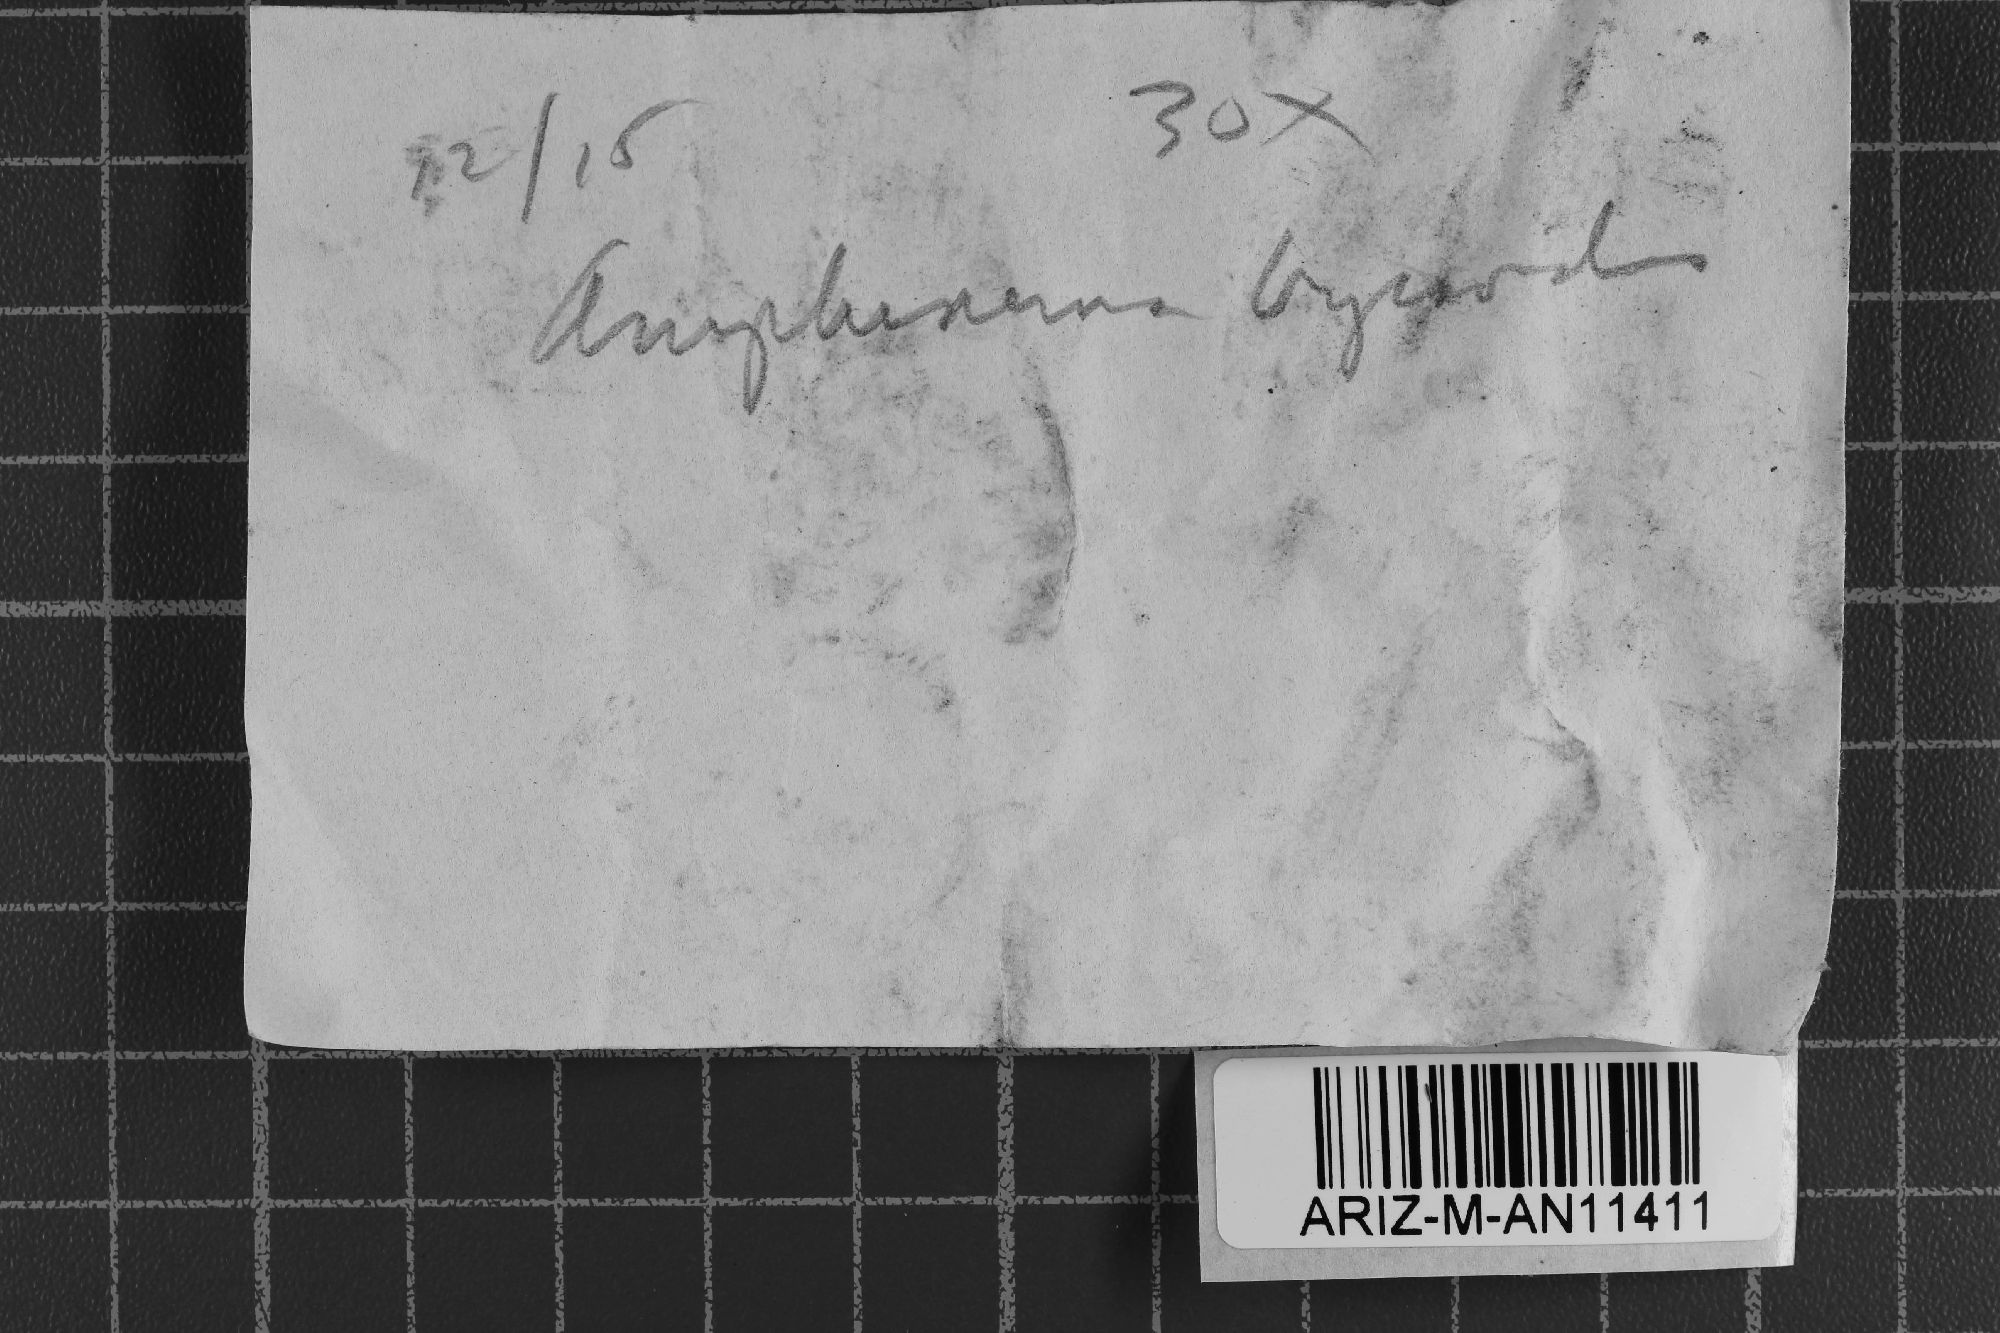 12/15 30X
Amphinema byssoides
ARIZ-M-AN11411